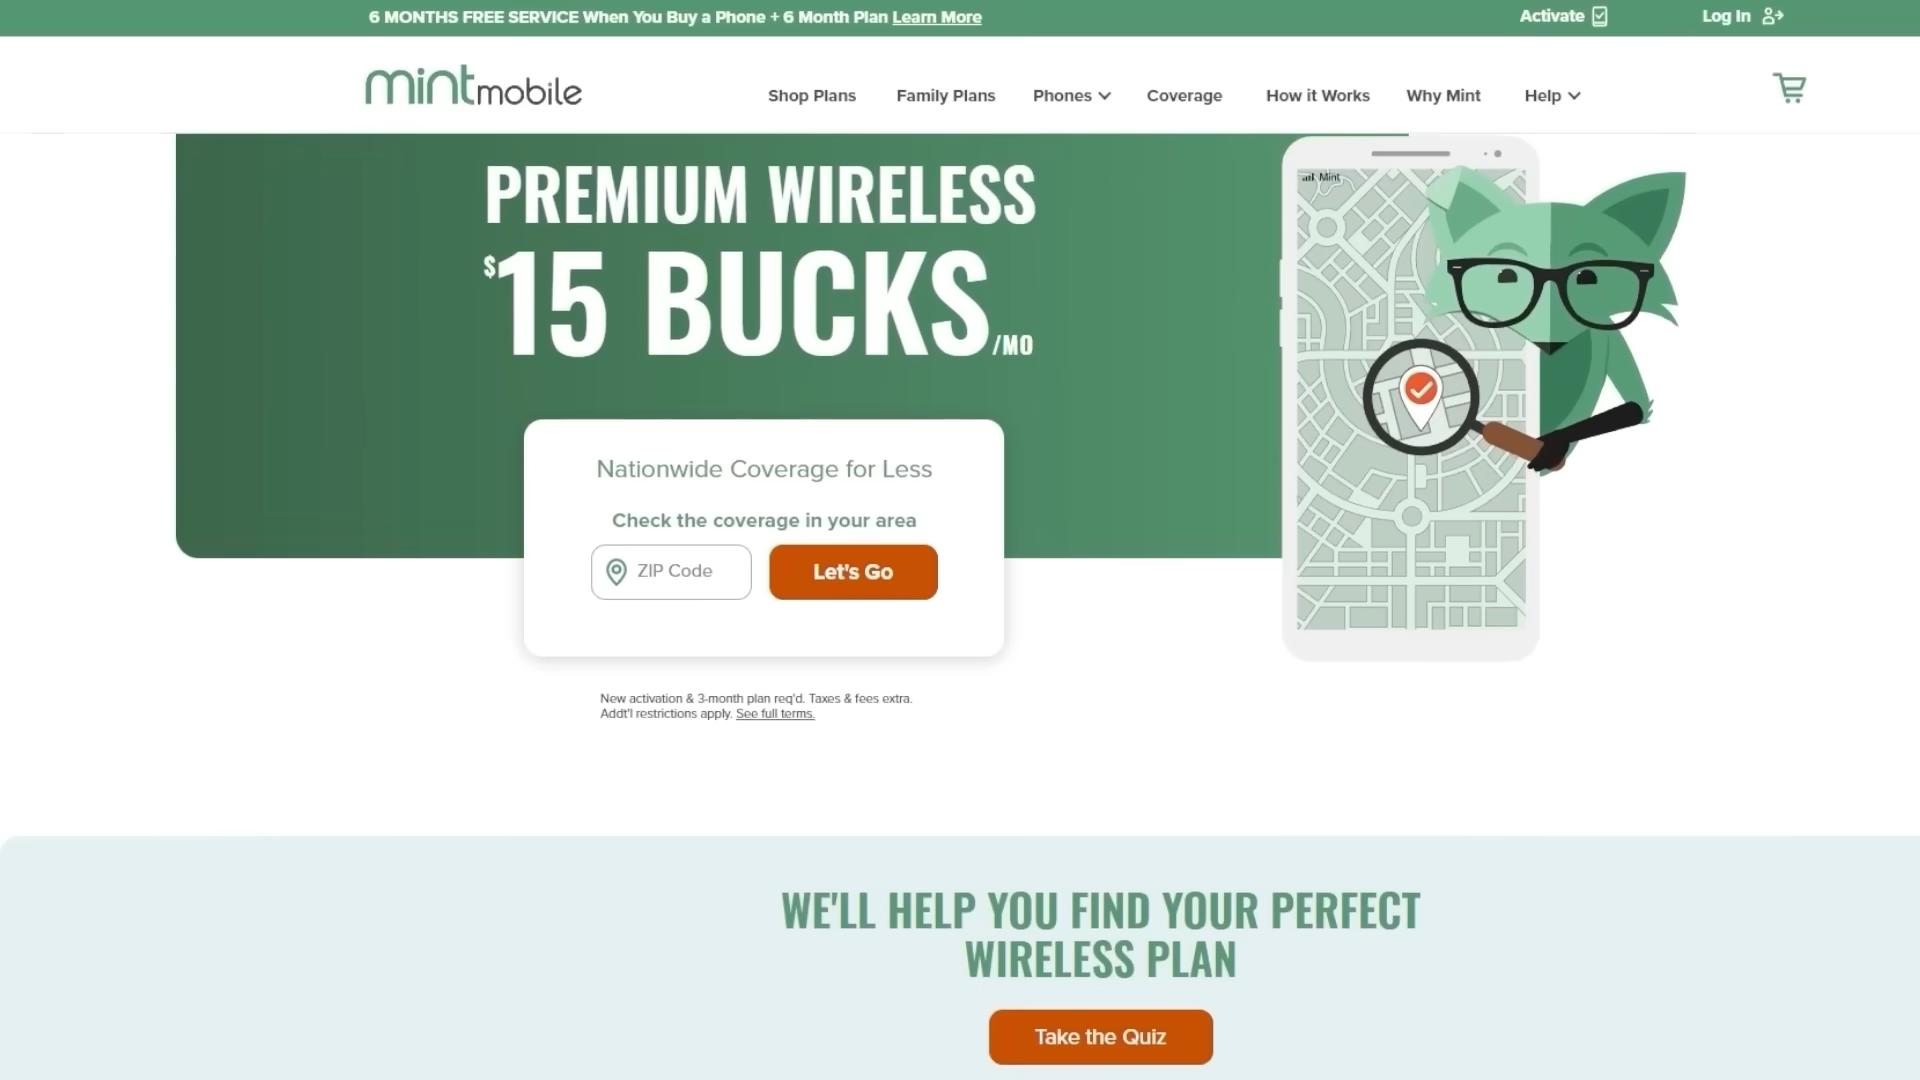 6 MONTHS FREE SERVICE When You Buy a Phone + 6 Month Plan Learn More
Activate
Log In
mintmobile
Shop Plans
Family Plans
Phones
Coverage
How it Works
Why Mint
Help
PREMIUM WIRELESS
$15 BUCKS/MO
Mint
Nationwide Coverage for Less
Check the coverage in your area
ZIP Code
Let's Go
New activation & 3-month plan req'd. Taxes & fees extra.
Addt'l restrictions apply. See full terms.
WE'LL HELP YOU FIND YOUR PERFECT
WIRELESS PLAN
Take the Quiz